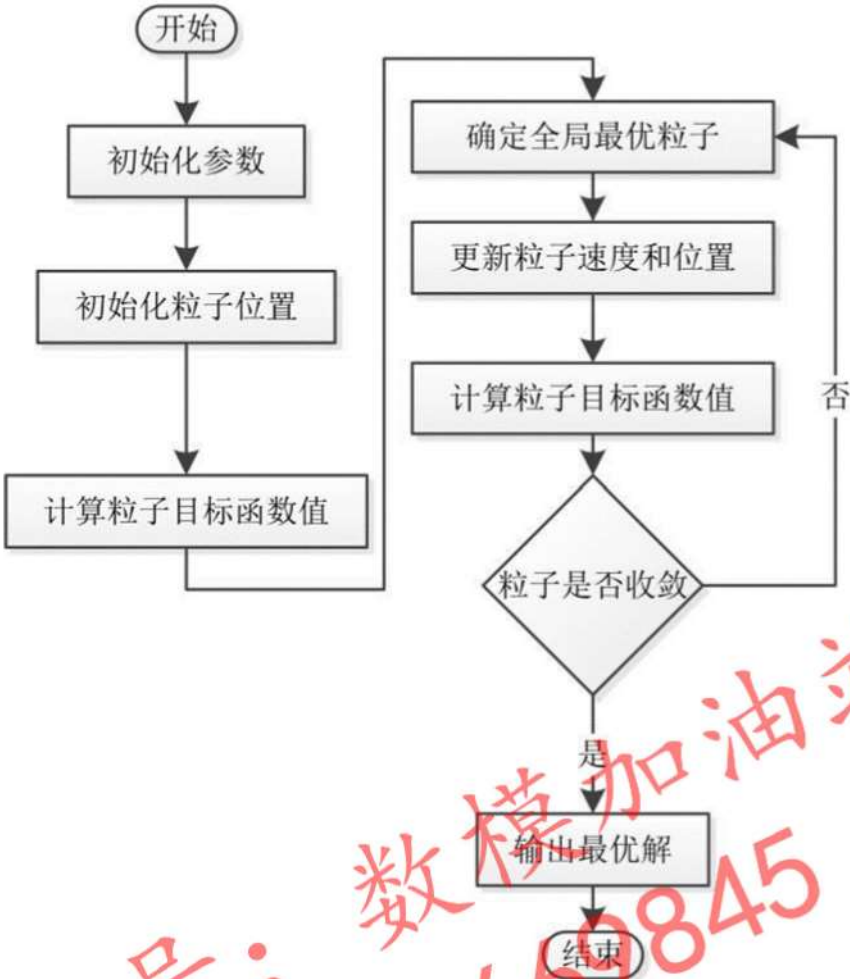 开始
初始化参数
初始化粒子位置
计算粒子目标函数值
确定全局最优粒子
更新粒子速度和位置
计算粒子目标函数值
粒子是否收敛
否
是
输出最优解
结束
号：数模加油
9845